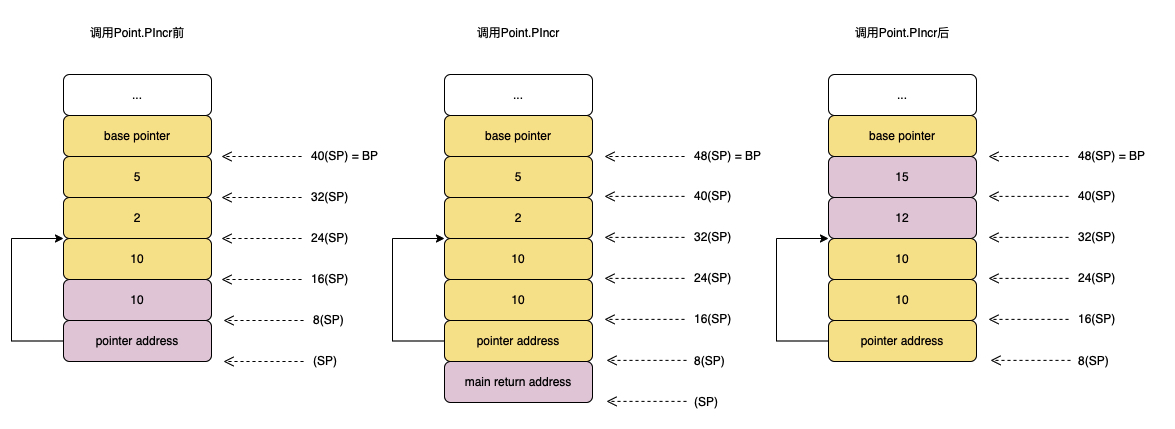 调用Point.PIncr前
...
base pointer
40(SP) = BP
5
32(SP)
2
24(SP)
10
16(SP)
10
8(SP)
pointer address
(SP)
调用Point.PIncr
...
base pointer
48(SP) = BP
5
40(SP)
2
32(SP)
10
24(SP)
10
16(SP)
pointer address
8(SP)
main return address
(SP)
调用Point.PIncr后
...
base pointer
48(SP) = BP
15
40(SP)
12
32(SP)
10
24(SP)
10
16(SP)
pointer address
8(SP)